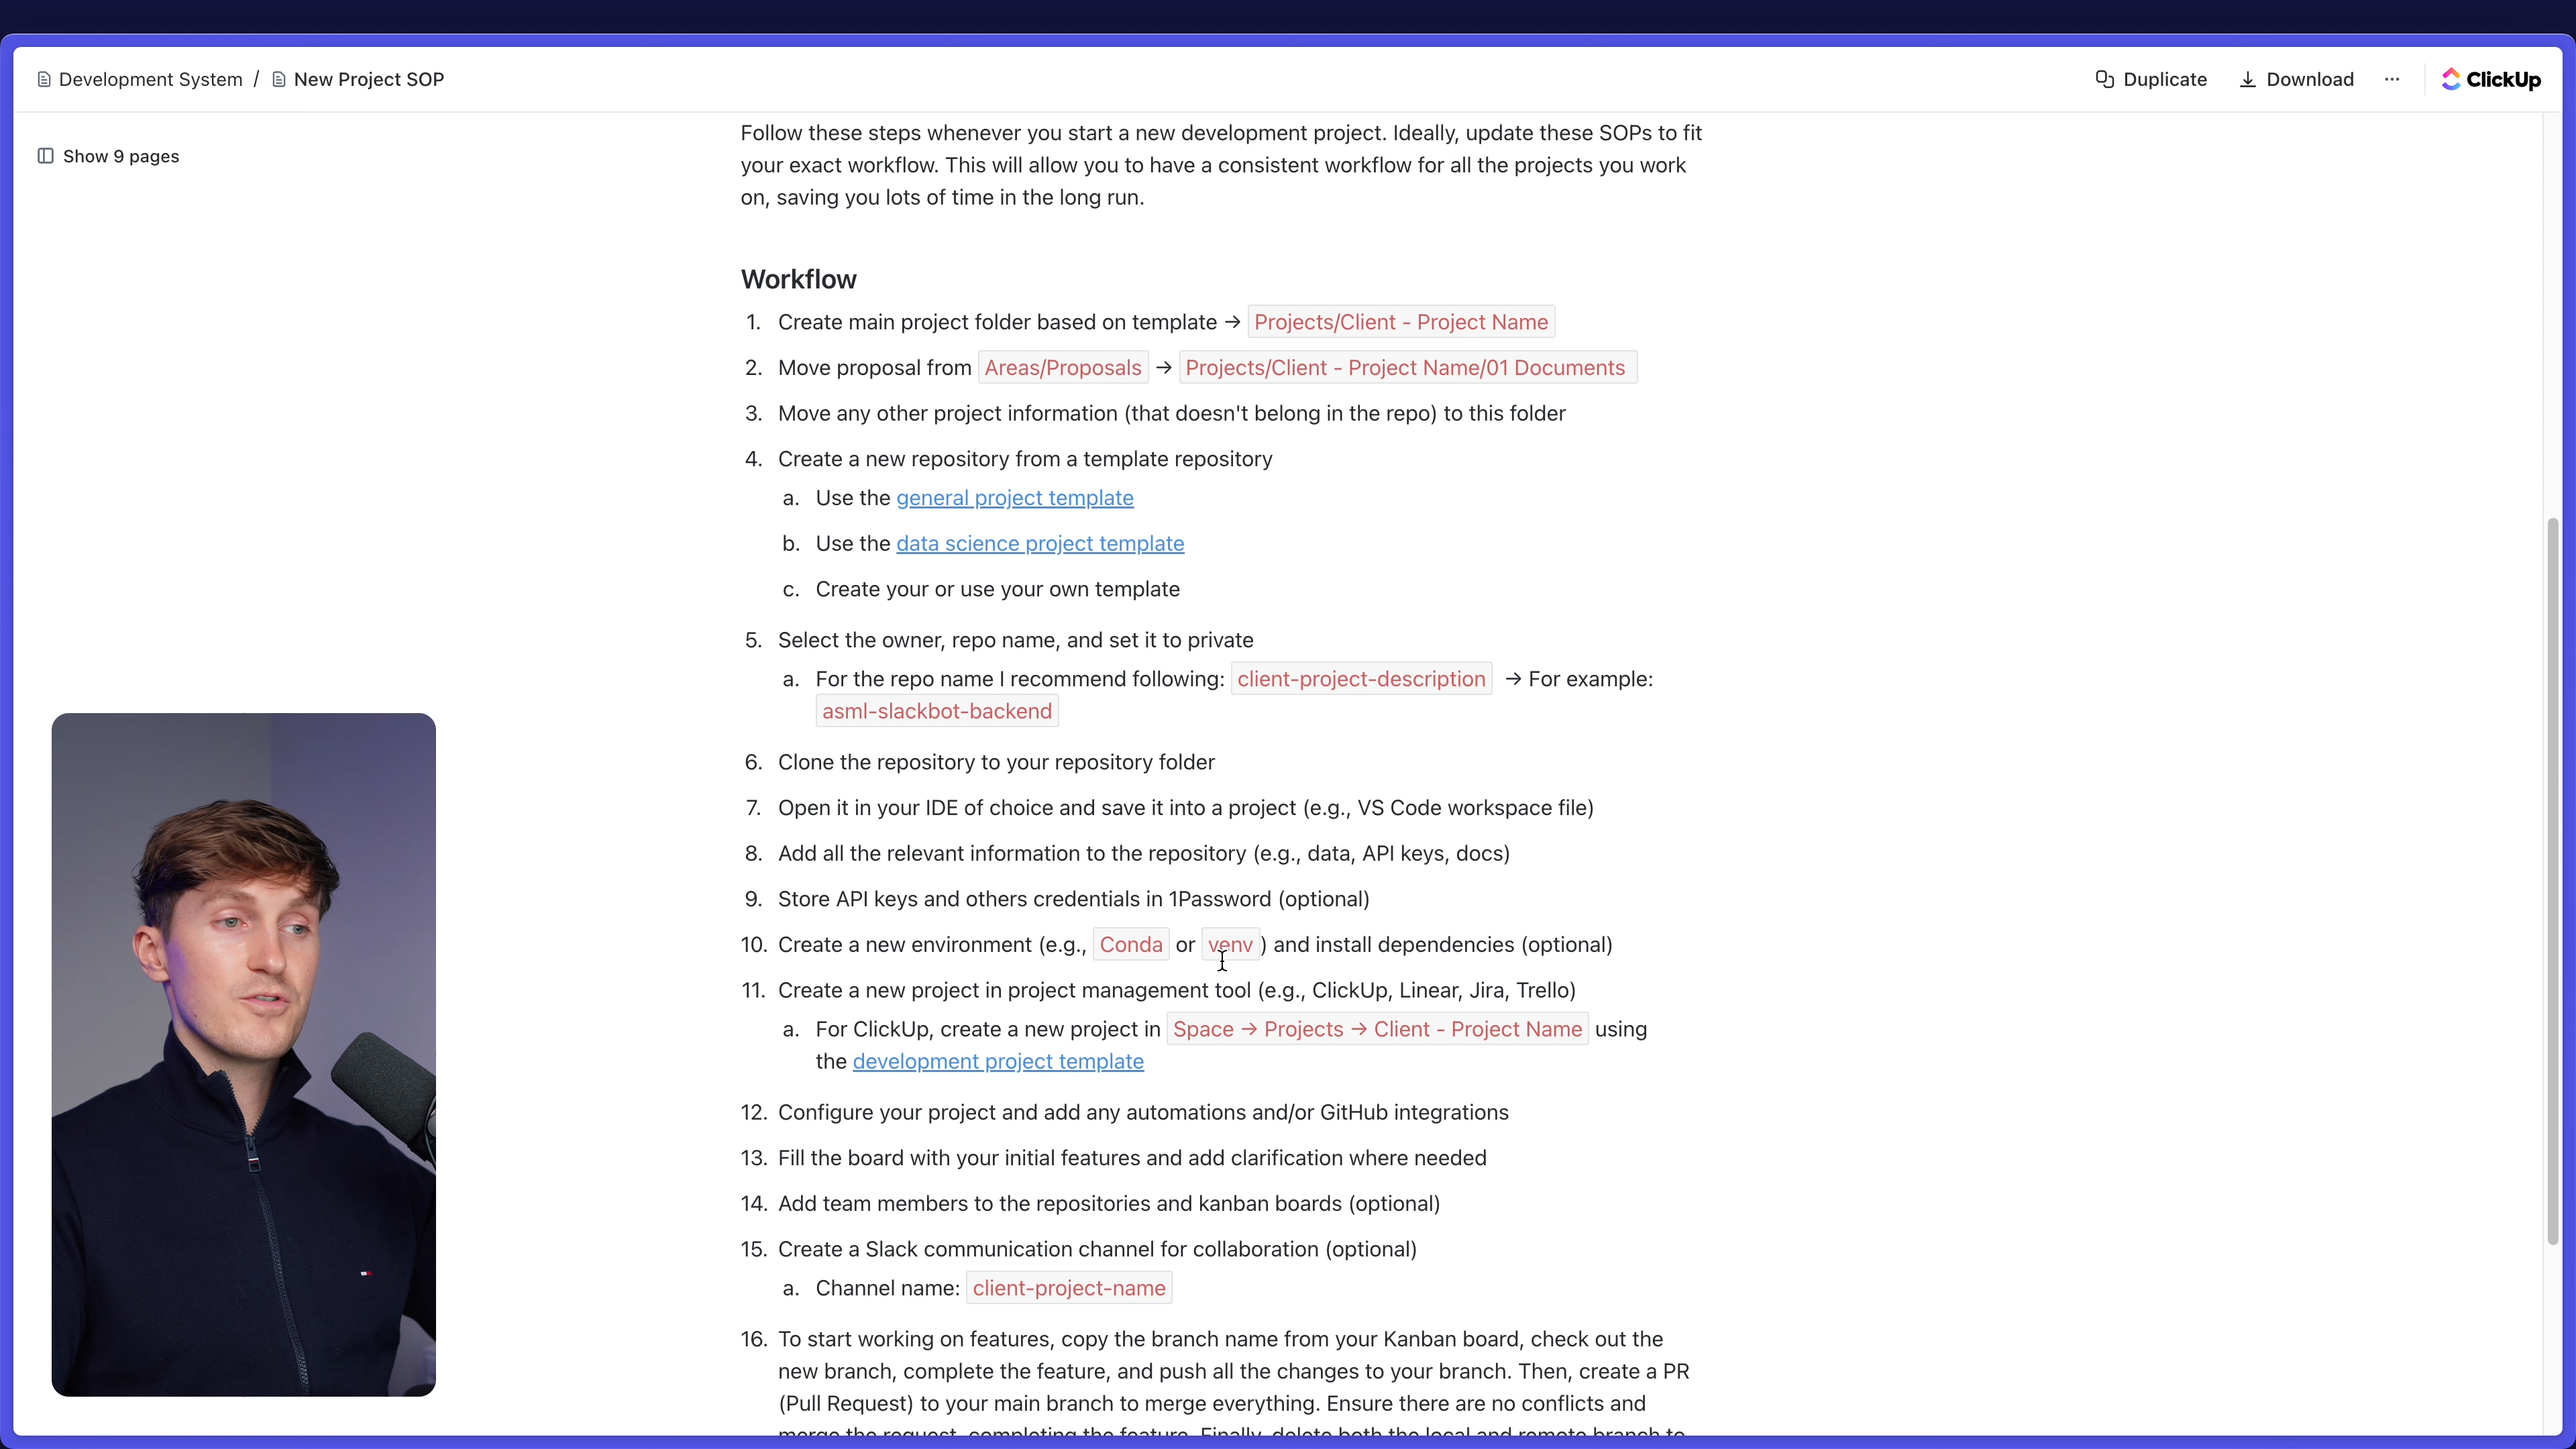 Development System / New Project SOP
Duplicate Download ... ClickUp
Show 9 pages
Follow these steps whenever you start a new development project. Ideally, update these SOPs to fit
your exact workflow. This will allow you to have a consistent workflow for all the projects you work
on, saving you lots of time in the long run.
Workflow
1. Create main project folder based on template → Projects/Client - Project Name
2. Move proposal from Areas/Proposals → Projects/Client - Project Name/01 Documents
3. Move any other project information (that doesn't belong in the repo) to this folder
4. Create a new repository from a template repository
a. Use the general project template
b. Use the data science project template
c. Create your or use your own template
5. Select the owner, repo name, and set it to private
a. For the repo name I recommend following: client-project-description → For example:
asml-slackbot-backend
6. Clone the repository to your repository folder
7. Open it in your IDE of choice and save it into a project (e.g., VS Code workspace file)
8. Add all the relevant information to the repository (e.g., data, API keys, docs)
9. Store API keys and others credentials in 1Password (optional)
10. Create a new environment (e.g., Conda or venv) and install dependencies (optional)
11. Create a new project in project management tool (e.g., ClickUp, Linear, Jira, Trello)
a. For ClickUp, create a new project in Space → Projects → Client - Project Name using
the development project template
12. Configure your project and add any automations and/or GitHub integrations
13. Fill the board with your initial features and add clarification where needed
14. Add team members to the repositories and kanban boards (optional)
15. Create a Slack communication channel for collaboration (optional)
a. Channel name: client-project-name
16. To start working on features, copy the branch name from your Kanban board, check out the
new branch, complete the feature, and push all the changes to your branch. Then, create a PR
(Pull Request) to your main branch to merge everything. Ensure there are no conflicts and
merge the request, completing the feature. Finally, delete both the local and remote branch to